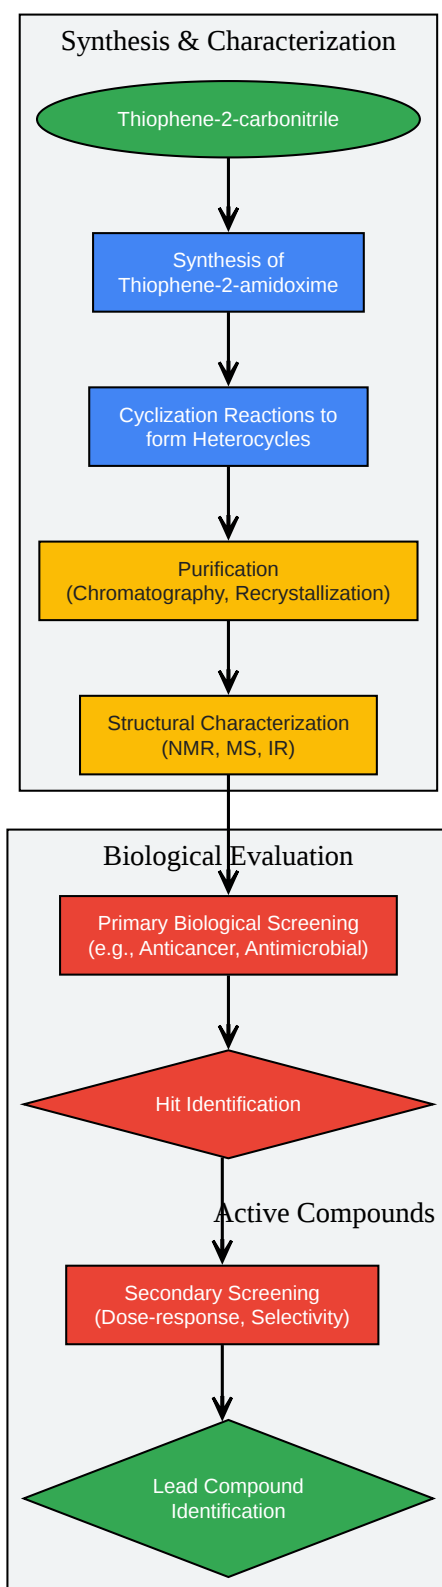 Synthesis & Characterization
Thiophene-2-carbonitrile
Synthesis of
Thiophene-2-amidoxime
Cyclization Reactions to
form Heterocycles
Purification
(Chromatography, Recrystallization)
Structural Characterization
(NMR, MS, IR)
Biological Evaluation
Primary Biological Screening
(e.g., Anticancer, Antimicrobial)
Hit Identification
Active Compounds
Secondary Screening
(Dose-response, Selectivity)
Lead Compound
Identification